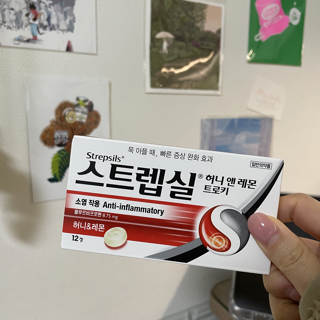 목 아플 때, 빠른 증상 완화 효과
일반의약품
Strepsils®
스트렙실® 허니 앤 레몬
트로키
소염 작용 Anti-inflammatory
플루르비프로펜 8.75 mg
허니&레몬
12정